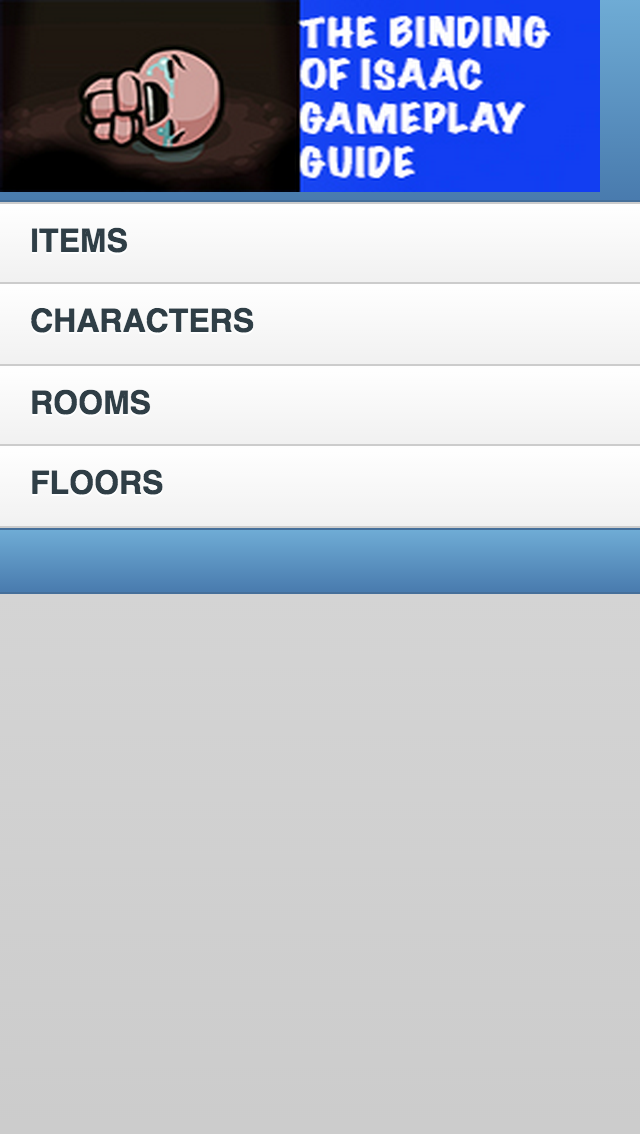 THE BINDING
OF ISAAC
GAMEPLAY
GUIDE
ITEMS
CHARACTERS
ROOMS
FLOORS